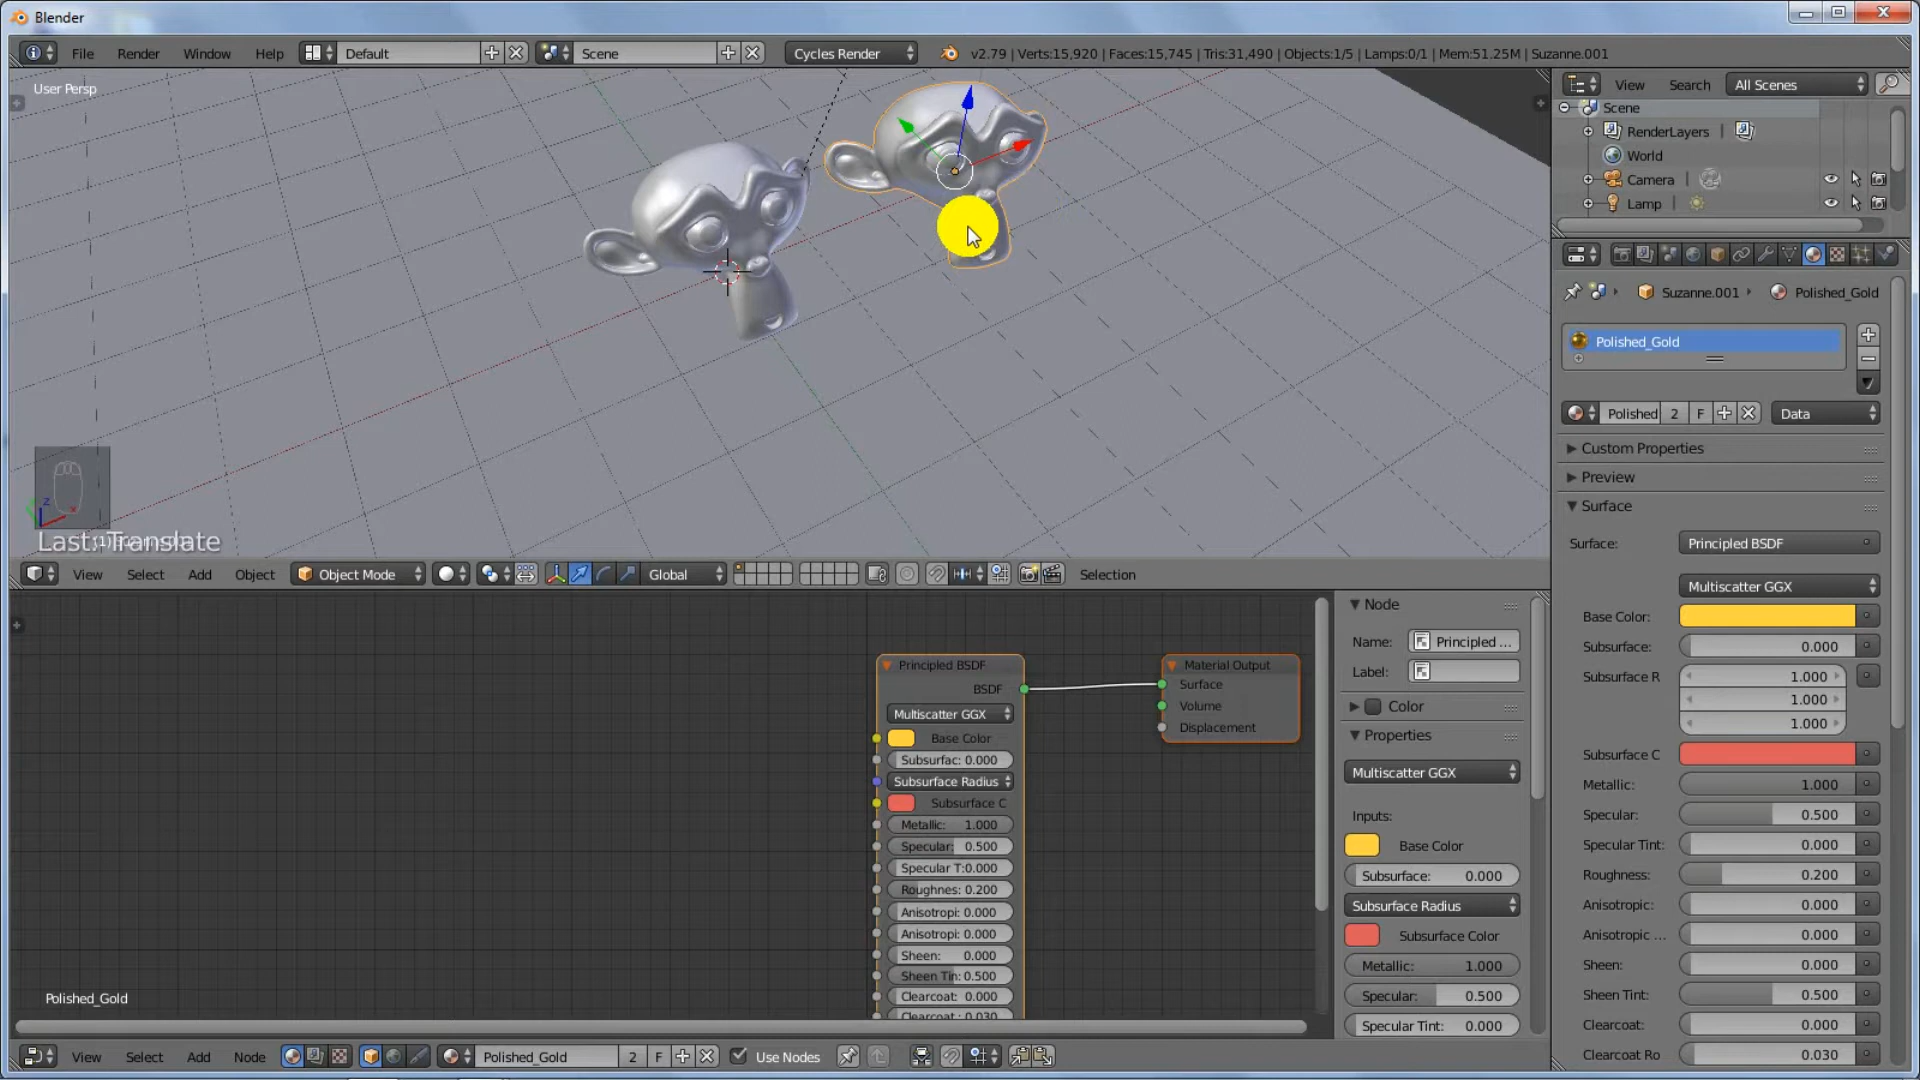 Blender
File Render Window Help Default Scene Cycles Render v2.79 | Verts:15,920 | Faces:15,745 | Tris:31,490 | Objects:1/5 | Lamps:0/1 | Mem:51.25M | Suzanne.001
User Persp
View Search All Scenes
Scene
RenderLayers |
World
Camera |
Lamp |
Suzanne.001 Polished_Gold
Polished_Gold
Polished 2 F Data
Custom Properties
Preview
Surface
Surface: Principled BSDF
Multiscatter GGX
Base Color:
Subsurface: 0.000
Subsurface R 1.000
1.000
1.000
Subsurface C
Metallic: 1.000
Specular: 0.500
Specular Tint: 0.000
Roughness: 0.200
Anisotropic: 0.000
Anisotropic ... 0.000
Sheen: 0.000
Sheen Tint: 0.500
Clearcoat: 0.000
Clearcoat Ro 0.030
z
x
Last: Translate
View Select Add Object Object Mode Global Selection
Principled BSDF
BSDF
Multiscatter GGX
Base Color
Subsurfac: 0.000
Subsurface Radius
Subsurface C
Metallic: 1.000
Specular: 0.500
Specular T:0.000
Roughnes: 0.200
Anisotropi: 0.000
Anisotropi: 0.000
Sheen: 0.000
Sheen Tin: 0.500
Clearcoat: 0.000
Clearcoat : 0.030
Material Output
Surface
Volume
Displacement
Node
Name: Principled ...
Label:
Color
Properties
Multiscatter GGX
Inputs:
Base Color
Subsurface: 0.000
Subsurface Radius
Subsurface Color
Metallic: 1.000
Specular: 0.500
Specular Tint: 0.000
Polished_Gold
View Select Add Node Polished_Gold 2 F Use Nodes